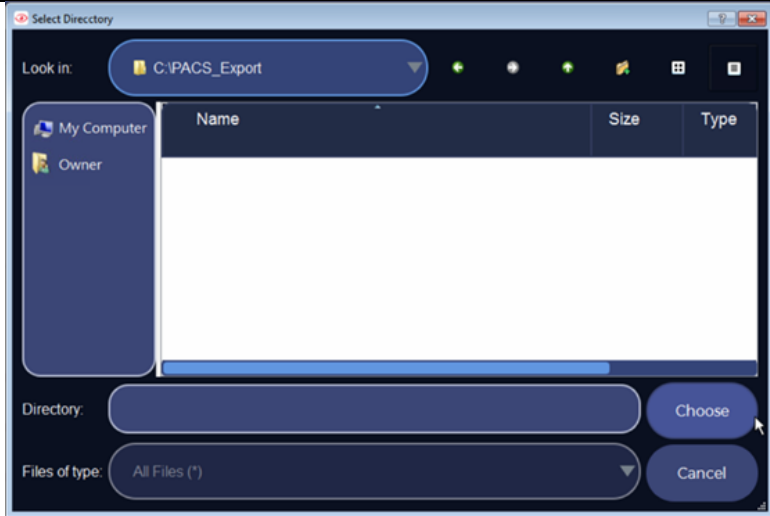 Select Direcctory
Look in: C:\PACS_Export
Name Size Type
My Computer
Owner
Directory: Choose
Files of type: All Files (*) Cancel